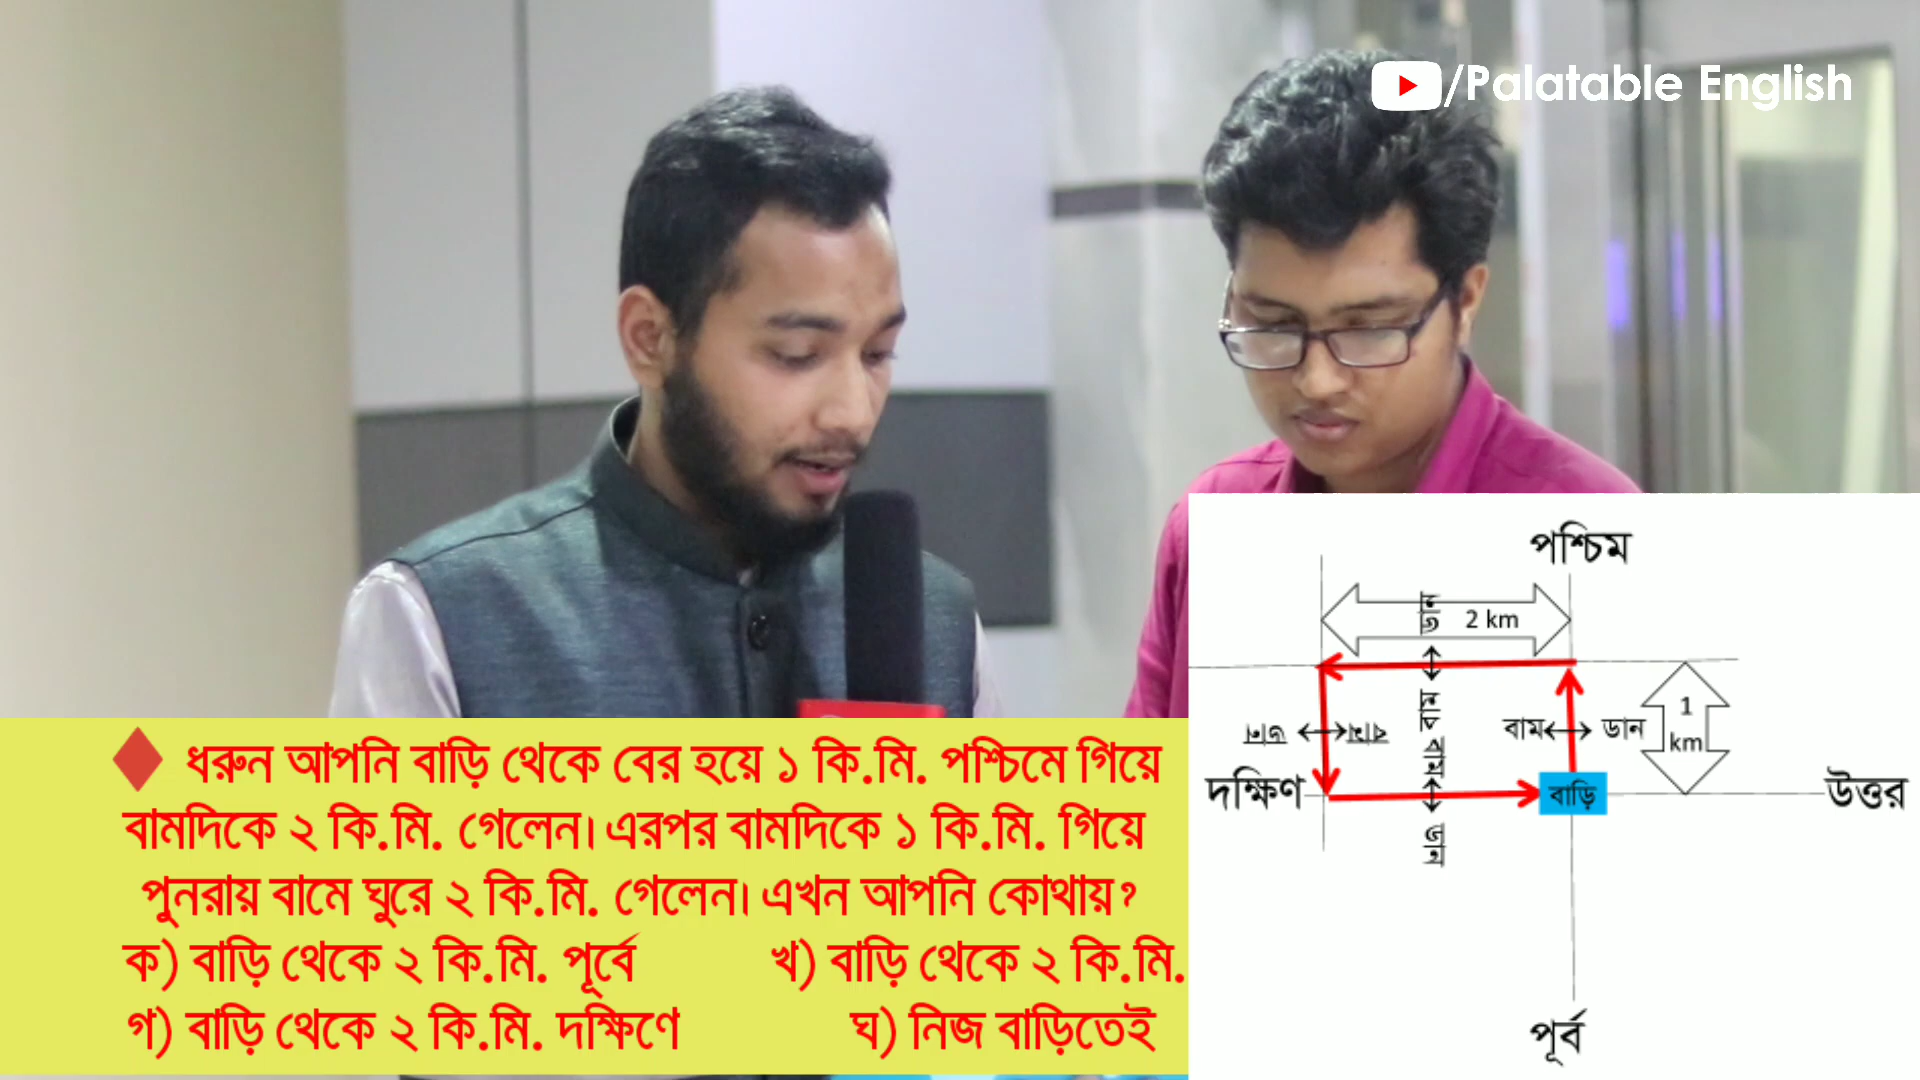 /Palatable English
ধরুন আপনি বাড়ি থেকে বের হয়ে ১ কি.মি. পশ্চিমে গিয়ে
বামদিকে ২ কি.মি. গেলেন। এরপর বামদিকে ১ কি.মি. গিয়ে
পুনরায় বামে ঘুরে ২ কি.মি. গেলেন। এখন আপনি কোথায়?
ক) বাড়ি থেকে ২ কি.মি. পূর্বে
খ) বাড়ি থেকে ২ কি.মি.
গ) বাড়ি থেকে ২ কি.মি. দক্ষিণে
ঘ) নিজ বাড়িতেই
পশ্চিম
ডান
2 km
বাম
ডান
বাম
বাম
ডান
1
km
দক্ষিণ
বাম
বাড়ি
উত্তর
ডান
পূর্ব